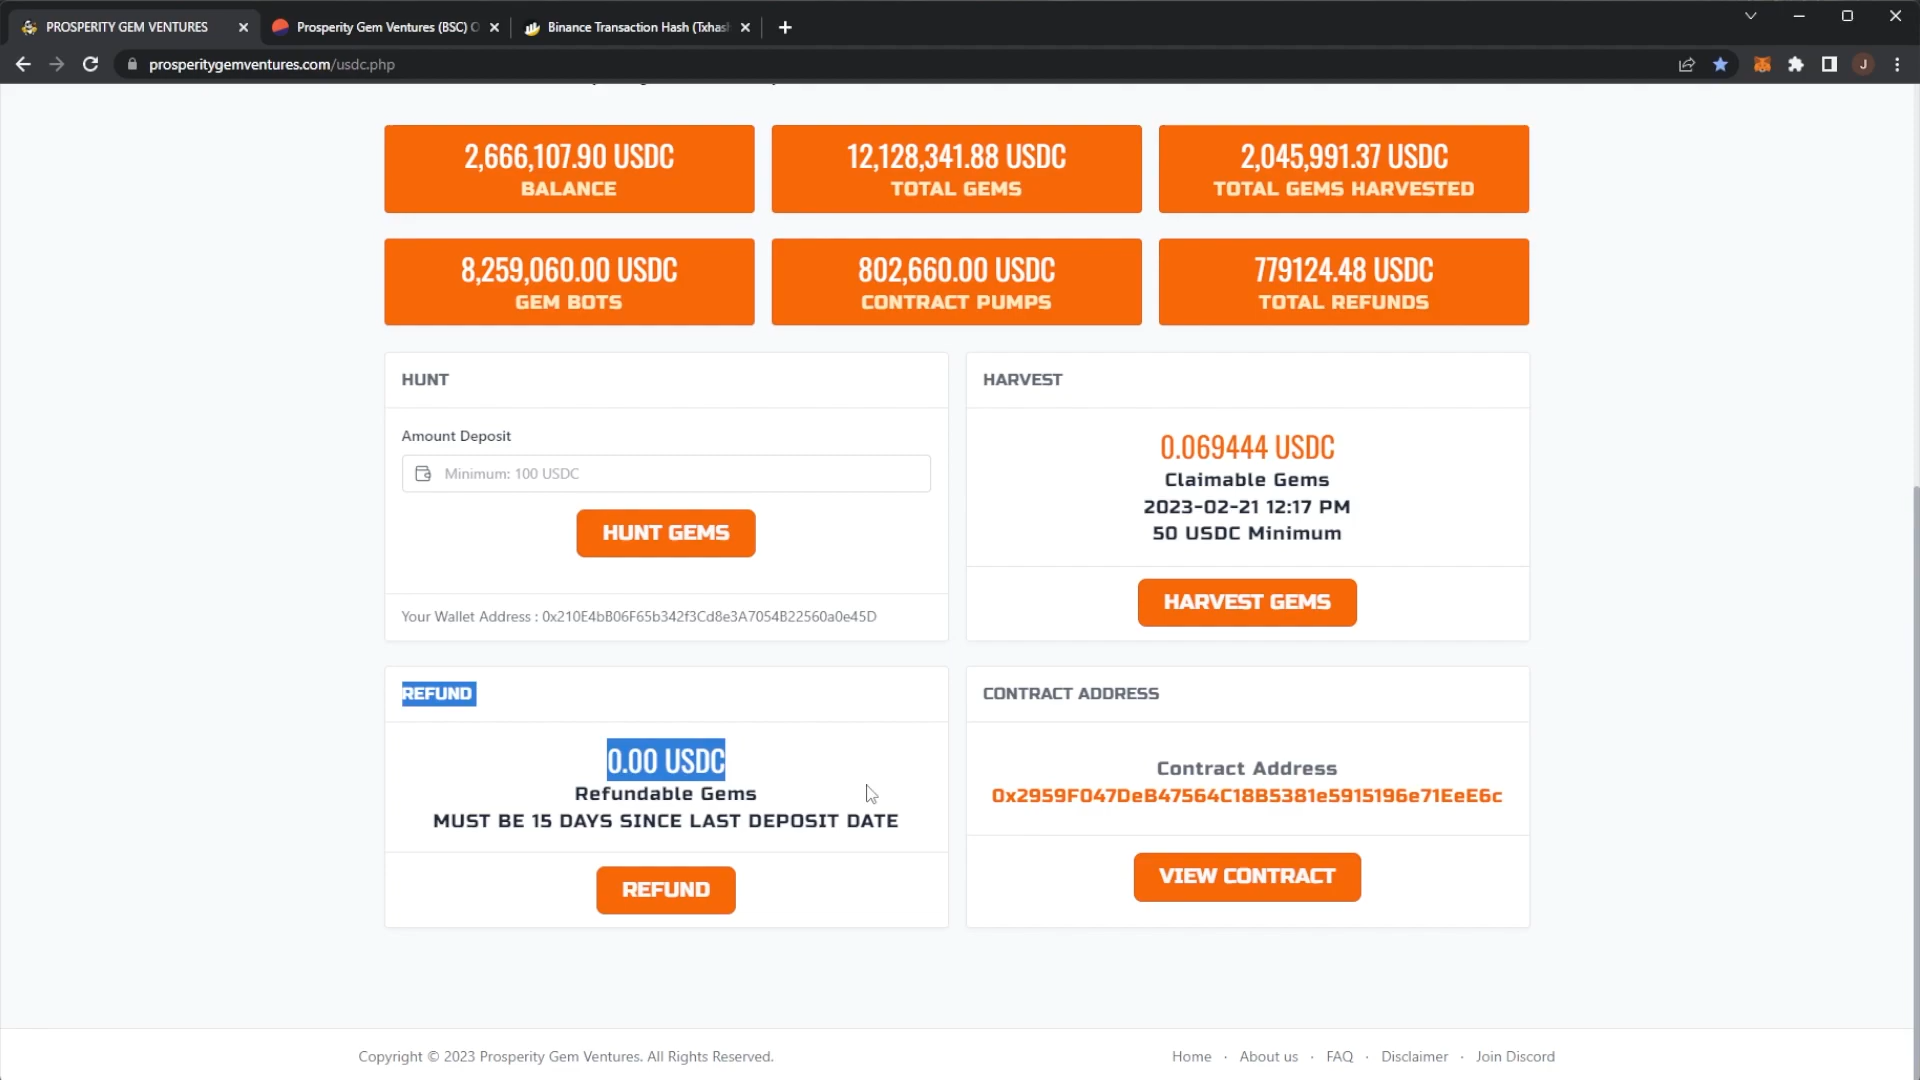 PROSPERITY GEM VENTURES
Prosperity Gem Ventures (BSC)
Binance Transaction Hash (Txhas
prosperitygemventures.com/usdc.php
J
2,666,107.90 USDC
BALANCE
12,128,341.88 USDC
TOTAL GEMS
2,045,991.37 USDC
TOTAL GEMS HARVESTED
8,259,060.00 USDC
GEM BOTS
802,660.00 USDC
CONTRACT PUMPS
779124.48 USDC
TOTAL REFUNDS
HUNT
Amount Deposit
Minimum: 100 USDC
HUNT GEMS
Your Wallet Address : 0x210E4bB06F65b342f3Cd8e3A7054B22560a0e45D
HARVEST
0.069444 USDC
Claimable Gems
2023-02-21 12:17 PM
50 USDC Minimum
HARVEST GEMS
REFUND
0.00 USDC
Refundable Gems
MUST BE 15 DAYS SINCE LAST DEPOSIT DATE
REFUND
CONTRACT ADDRESS
Contract Address
0x2959F047DeB47564C18B5381e5915196e71EeE6c
VIEW CONTRACT
Copyright © 2023 Prosperity Gem Ventures. All Rights Reserved.
Home · About us · FAQ · Disclaimer · Join Discord